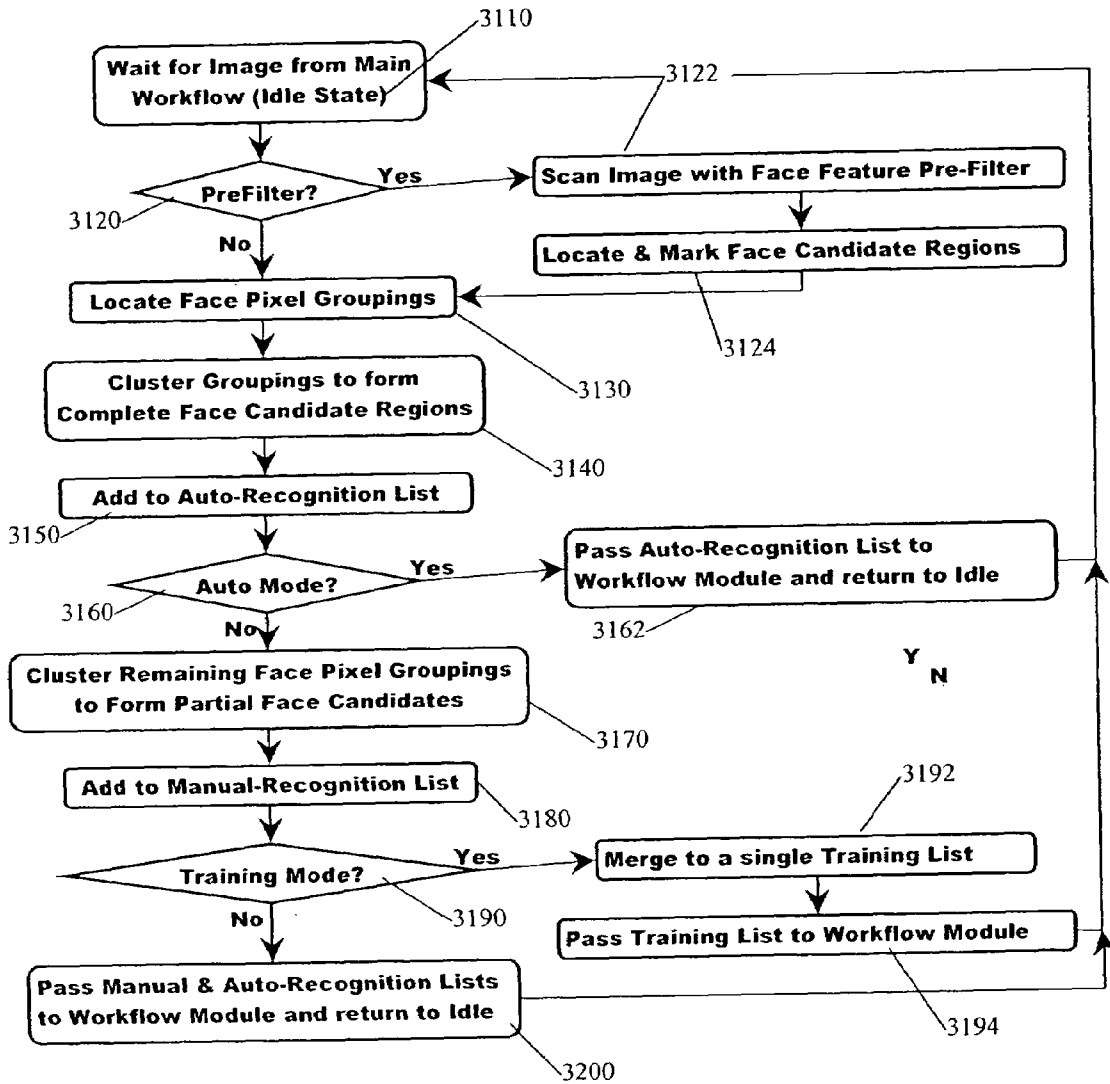 3110
Wait for Image from Main
Workflow (Idle State)
3122
PreFilter?
Yes
Scan Image with Face Feature Pre-Filter
3120
No
Locate & Mark Face Candidate Regions
Locate Face Pixel Groupings
3124
3130
Cluster Groupings to form
Complete Face Candidate Regions
3140
Add to Auto-Recognition List
3150
Auto Mode?
Yes
Pass Auto-Recognition List to
Workflow Module and return to Idle
3160
3162
No
Y
N
Cluster Remaining Face Pixel Groupings
to Form Partial Face Candidates
3170
Add to Manual-Recognition List
3180
3192
Training Mode?
Yes
Merge to a single Training List
3190
No
Pass Training List to Workflow Module
3194
Pass Manual & Auto-Recognition Lists
to Workflow Module and return to Idle
3200